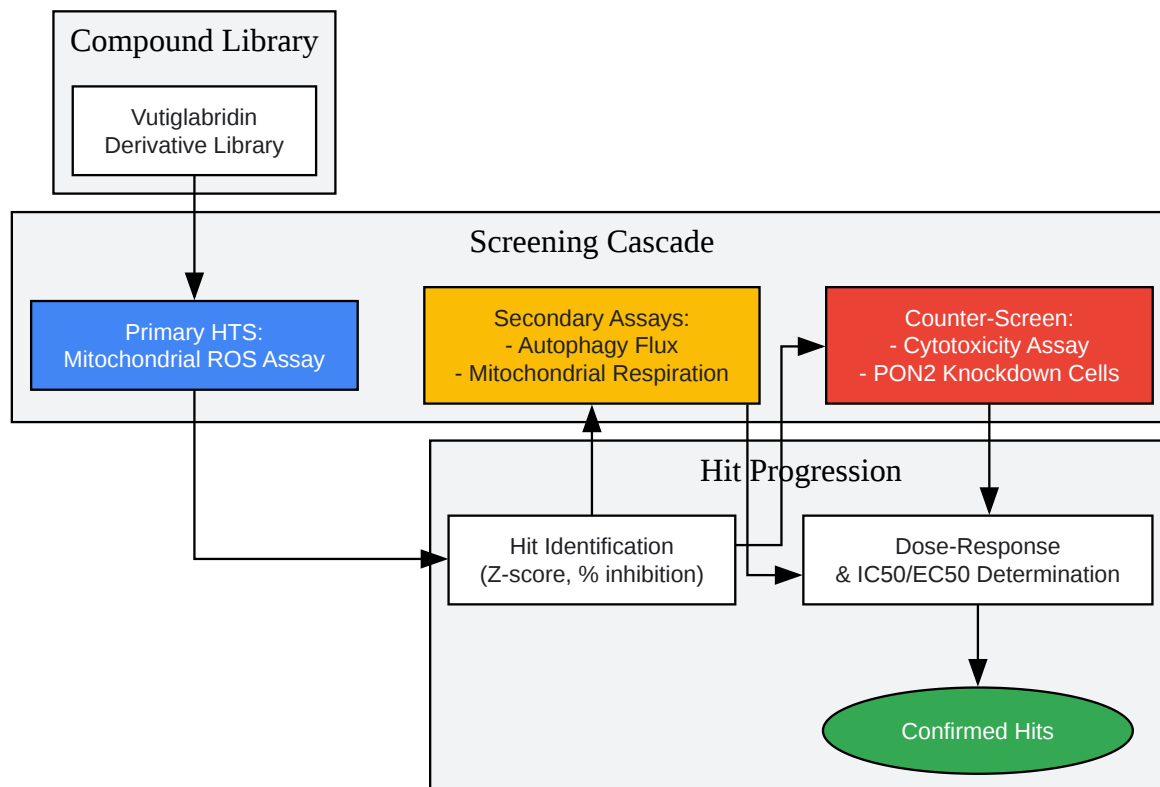 Compound Library
Vutiglabridin
Derivative Library
Screening Cascade
Primary HTS:
Mitochondrial ROS Assay
Secondary Assays:
- Autophagy Flux
- Mitochondrial Respiration
Counter-Screen:
- Cytotoxicity Assay
- PON2 Knockdown Cells
Hit Progression
Hit Identification
(Z-score, % inhibition)
Dose-Response
& IC50/EC50 Determination
Confirmed Hits